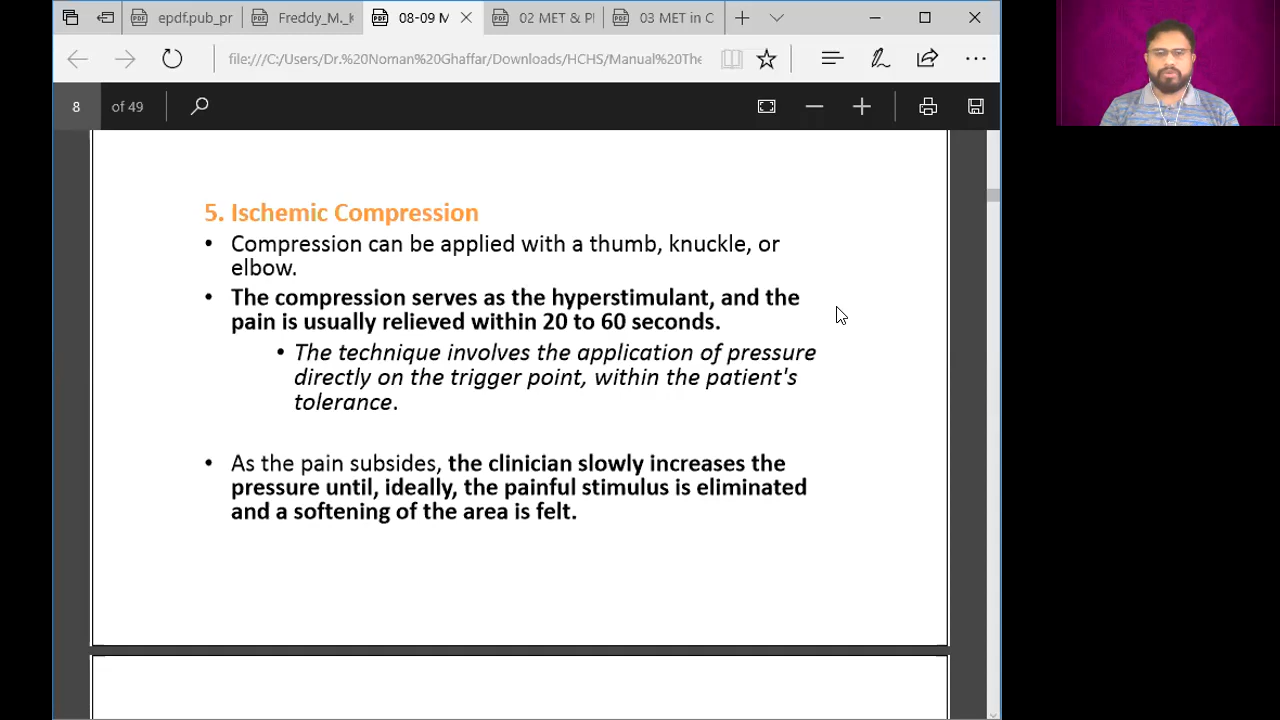 epdf.pub_pr
Freddy_M._K
08-09 M
02 MET & P
03 MET in C
file:///C:/Users/Dr.%20Noman%20Ghaffar/Downloads/HCHS/Manual%20The
8 of 49
5. Ischemic Compression
• Compression can be applied with a thumb, knuckle, or
elbow.
• The compression serves as the hyperstimulant, and the
pain is usually relieved within 20 to 60 seconds.
• The technique involves the application of pressure
directly on the trigger point, within the patient's
tolerance.
• As the pain subsides, the clinician slowly increases the
pressure until, ideally, the painful stimulus is eliminated
and a softening of the area is felt.